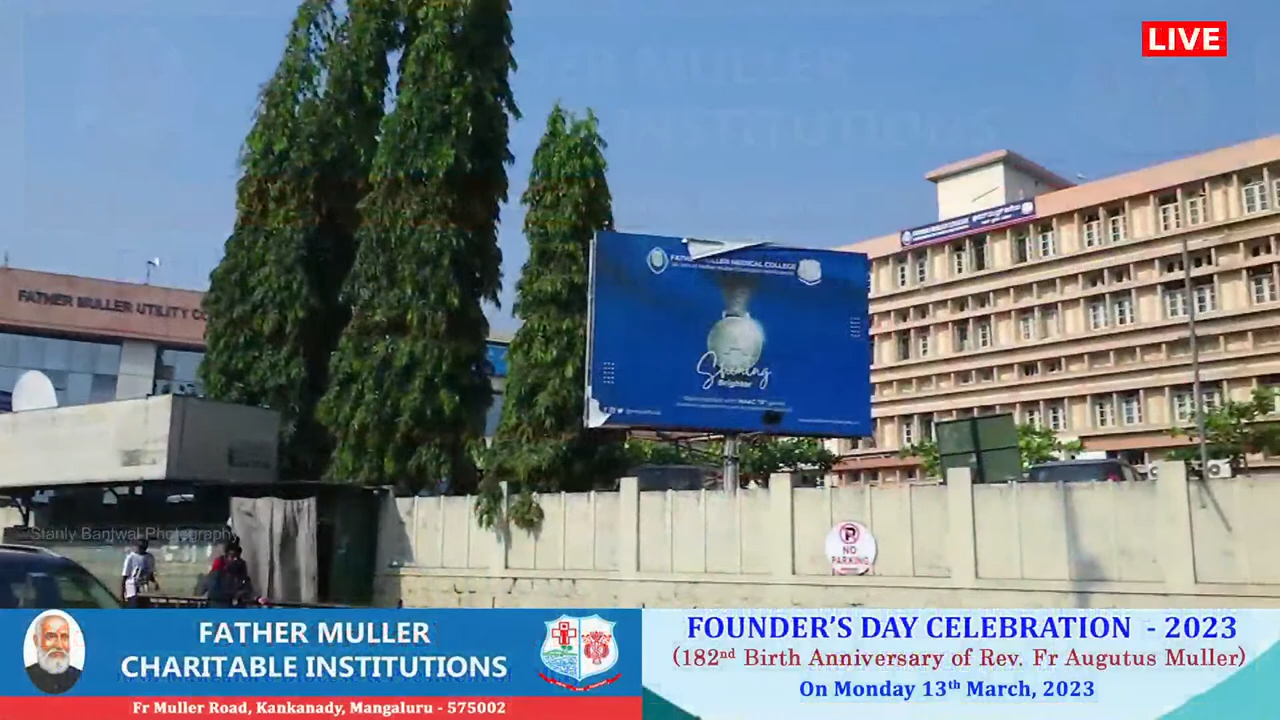 LIVE
FATHER MULLER UTILITY CO
FATHER MULLER MEDICAL COLLEGE
Shining
Brighter
P
NO
PARKING
Stanly Bantwal Photography
FATHER MULLER
CHARITABLE INSTITUTIONS
Fr Muller Road, Kankanady, Mangaluru - 575002
FOUNDER'S DAY CELEBRATION - 2023
(182nd Birth Anniversary of Rev. Fr Augutus Muller)
On Monday 13th March, 2023